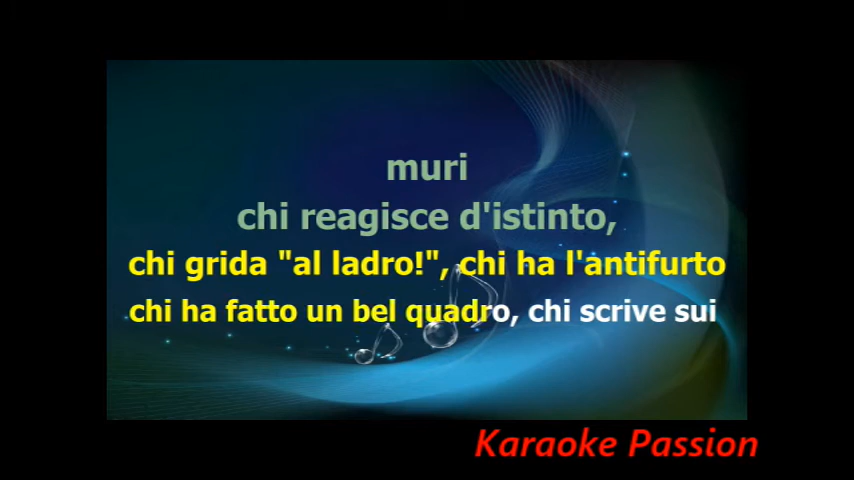 muri
chi reagisce d'istinto,
chi grida "al ladro!", chi ha l'antifurto
chi ha fatto un bel quadro, chi scrive sui
Karaoke Passion